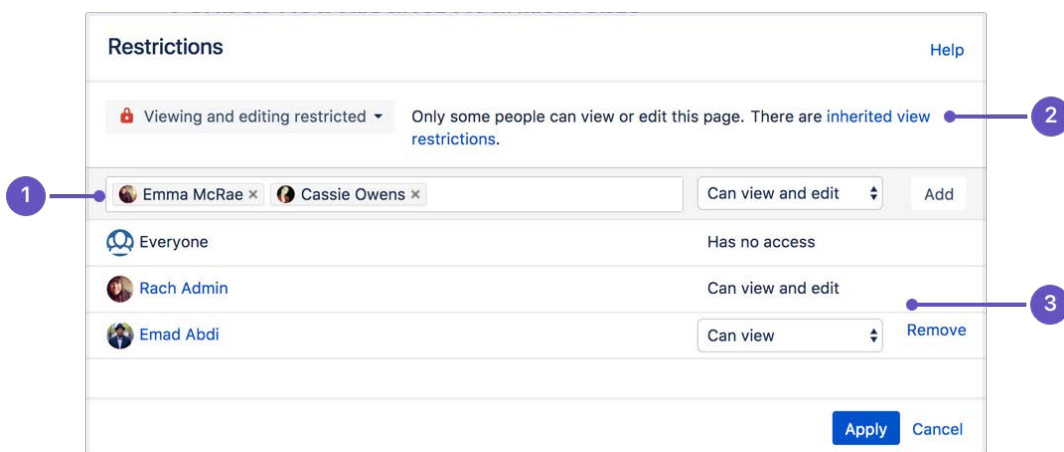 Restrictions
Help
Viewing and editing restricted
Only some people can view or edit this page. There are inherited view
restrictions.
2
1
Emma McRae ×
Cassie Owens ×
Can view and edit
Add
Everyone
Has no access
Rach Admin
Can view and edit
3
Emad Abdi
Can view
Remove
Apply
Cancel